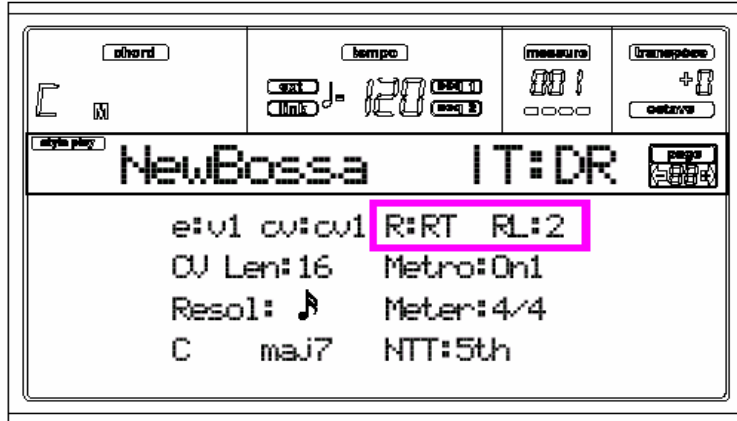 chord tempo measure transpose
ext seq 1
C M link ♩= 120 seq 2 001 +0
octave
style play page
NewBossa IT:DR
e:v1 cv:cv1 R:RT RL:2
CV Len:16 Metro:On1
Resol: 𝅘𝅥𝅯 Meter:4/4
C maj7 NTT:5th